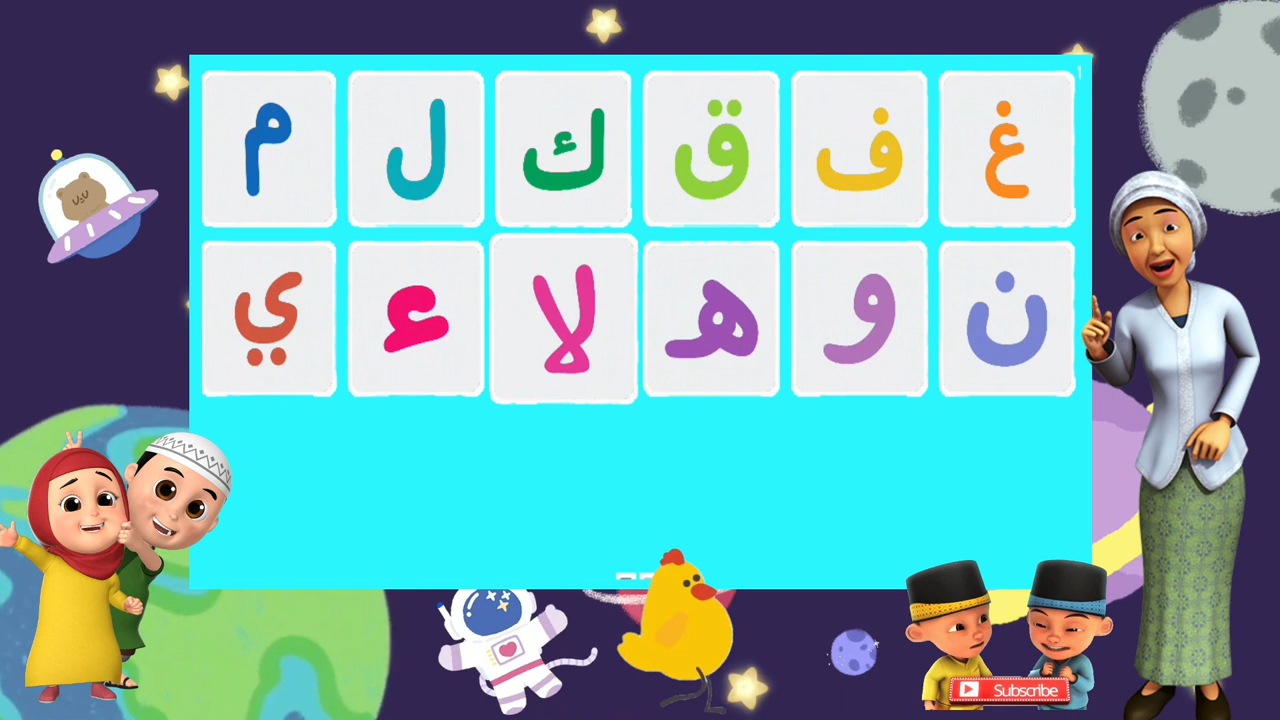 غ ف ق ك ل م
ن و ه لا ء ي
Subscribe